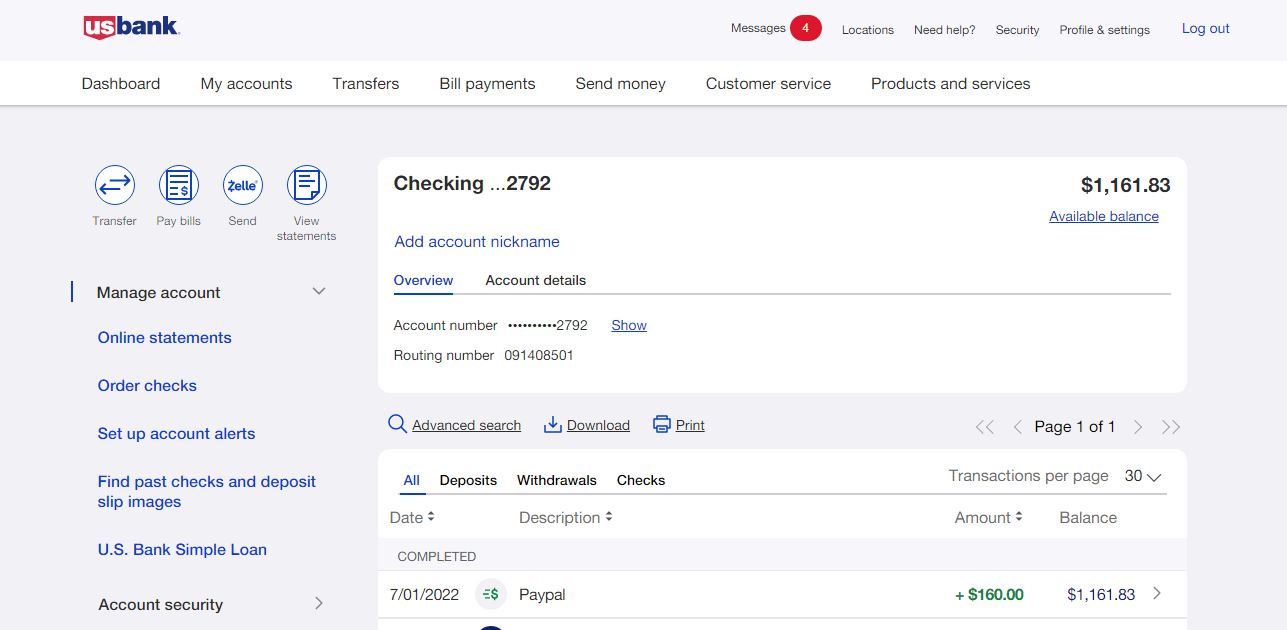 usbank.
Messages 4 Locations Need help? Security Profile & settings Log out
Dashboard My accounts Transfers Bill payments Send money Customer service Products and services
Transfer Pay bills Zelle Send View statements
Checking ...2792 $1,161.83
Available balance
Add account nickname
Overview Account details
Account number ••••••••••2792 Show
Routing number 091408501
Manage account
Online statements
Order checks
Set up account alerts
Find past checks and deposit
slip images
U.S. Bank Simple Loan
Account security
Advanced search Download Print Page 1 of 1
All Deposits Withdrawals Checks Transactions per page 30
Date Description Amount Balance
COMPLETED
7/01/2022 $ Paypal + $160.00 $1,161.83